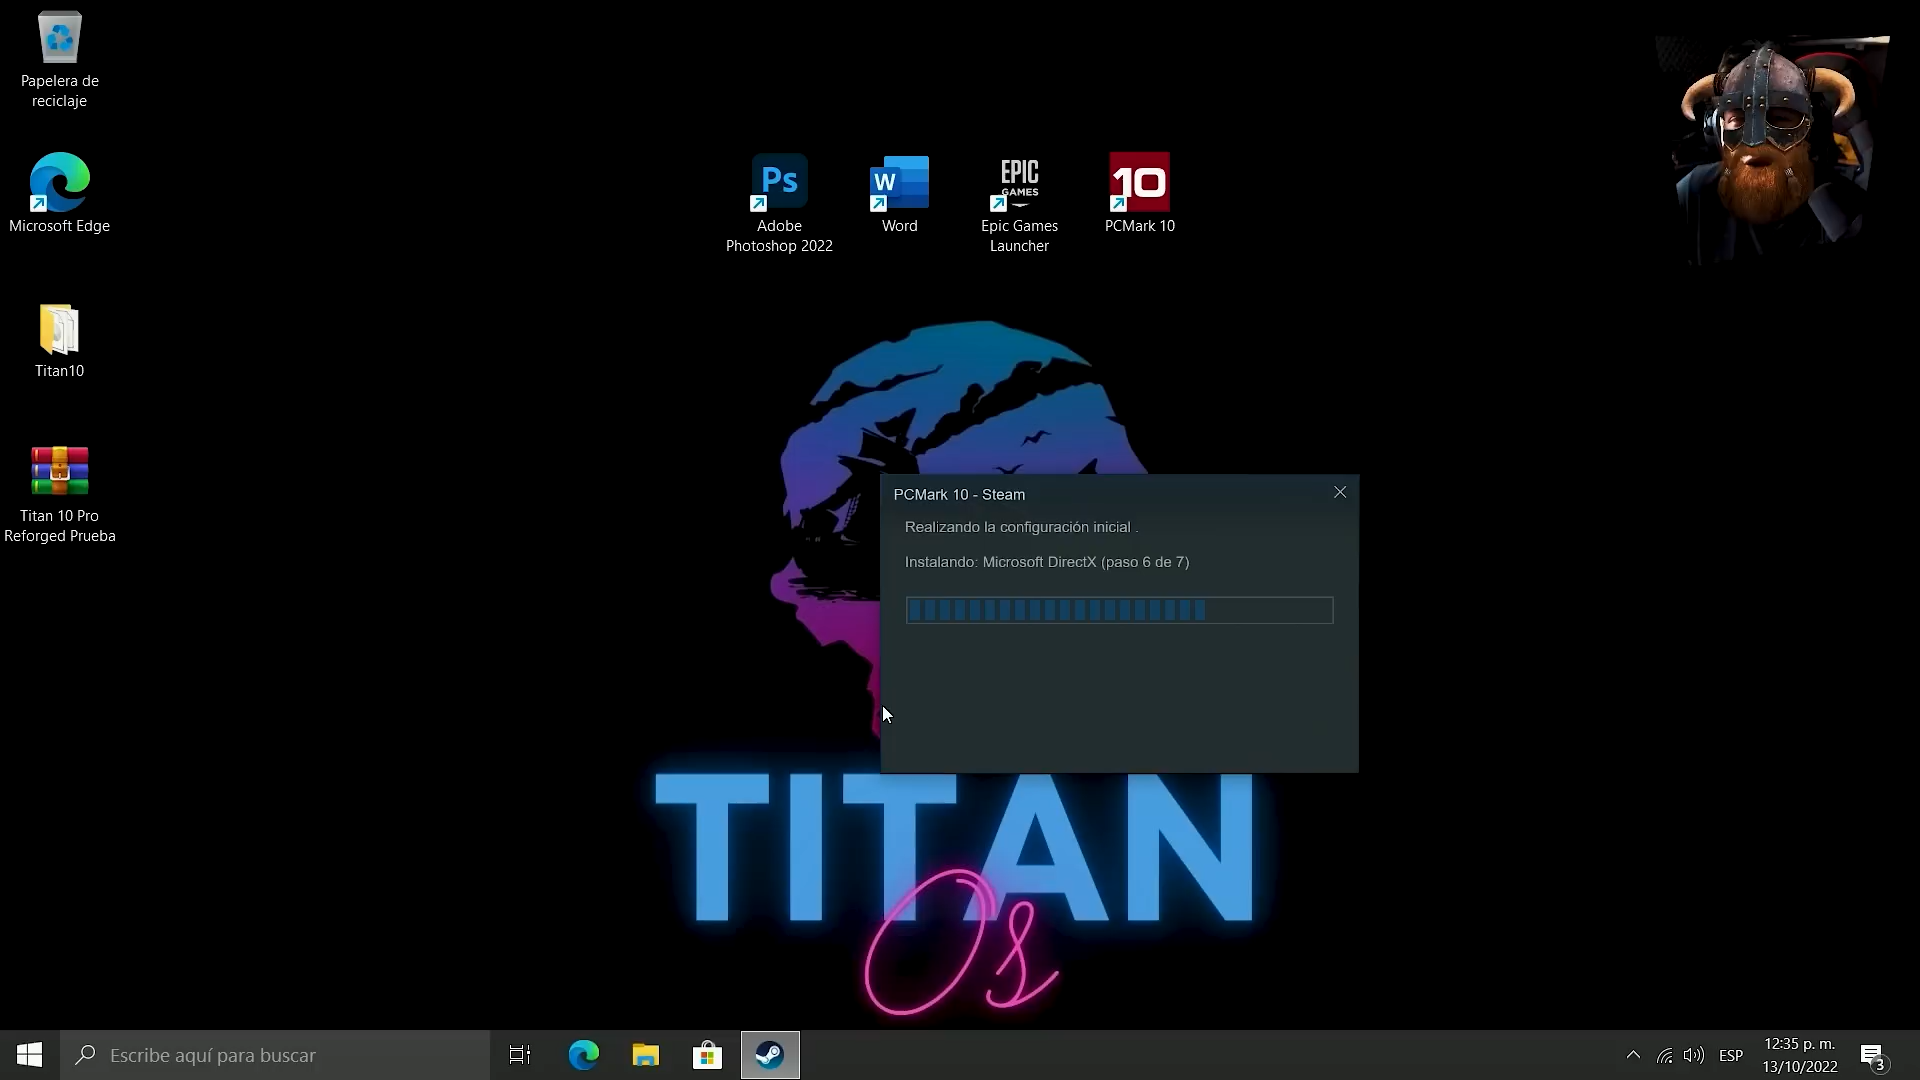 Papelera de
reciclaje
Microsoft Edge
Titan10
Titan 10 Pro
Reforged Prueba
Ps
Adobe
Photoshop 2022
W
Word
EPIC
GAMES
Epic Games
Launcher
10
PCMark 10
PCMark 10 - Steam
Realizando la configuración inicial .
Instalando: Microsoft DirectX (paso 6 de 7)
TITAN
Os
Escribe aquí para buscar
ESP
12:35 p. m.
13/10/2022
3